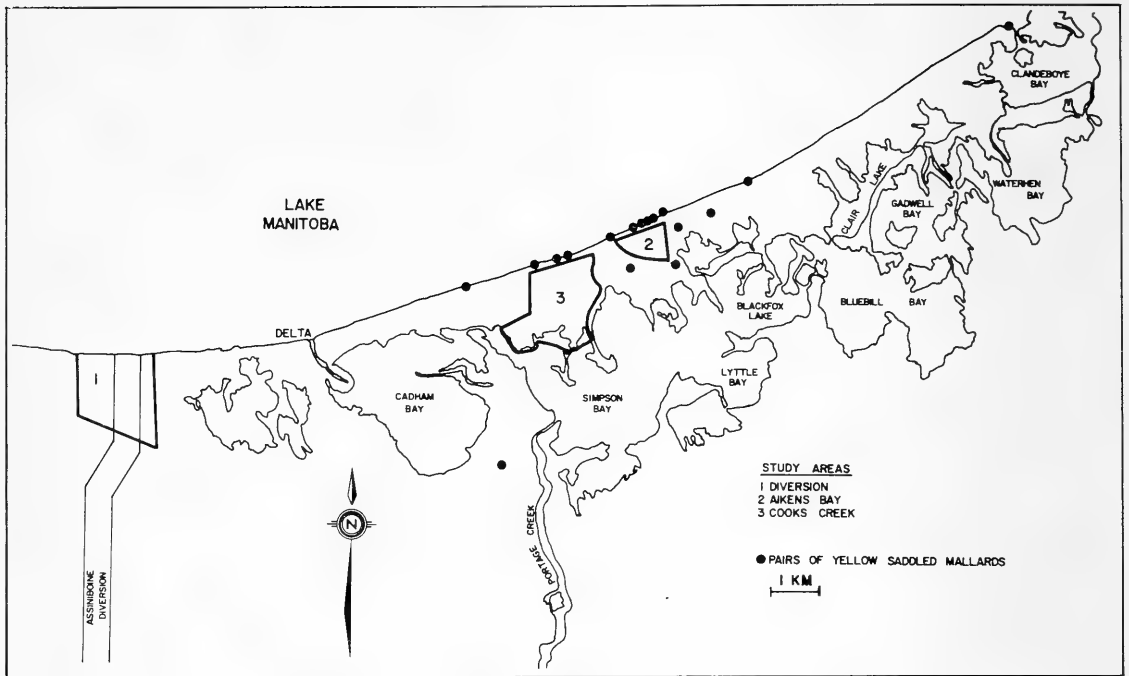 CLANDEBOYE
BAY
LAKE
MANITOBA
CLAIR LAKE
WATERHEN
BAY
GADWELL
BAY
2
3
BLACKFOX
LAKE
BLUEBILL BAY
DELTA
1
CADHAM
BAY
SIMPSON
BAY
LYTTLE
BAY
STUDY AREAS
1 DIVERSION
2 AIKENS BAY
3 COOKS CREEK
N
PORTAGE CREEK
PAIRS OF YELLOW SADDLED MALLARDS
1 KM
ASSINIBOINE
DIVERSION